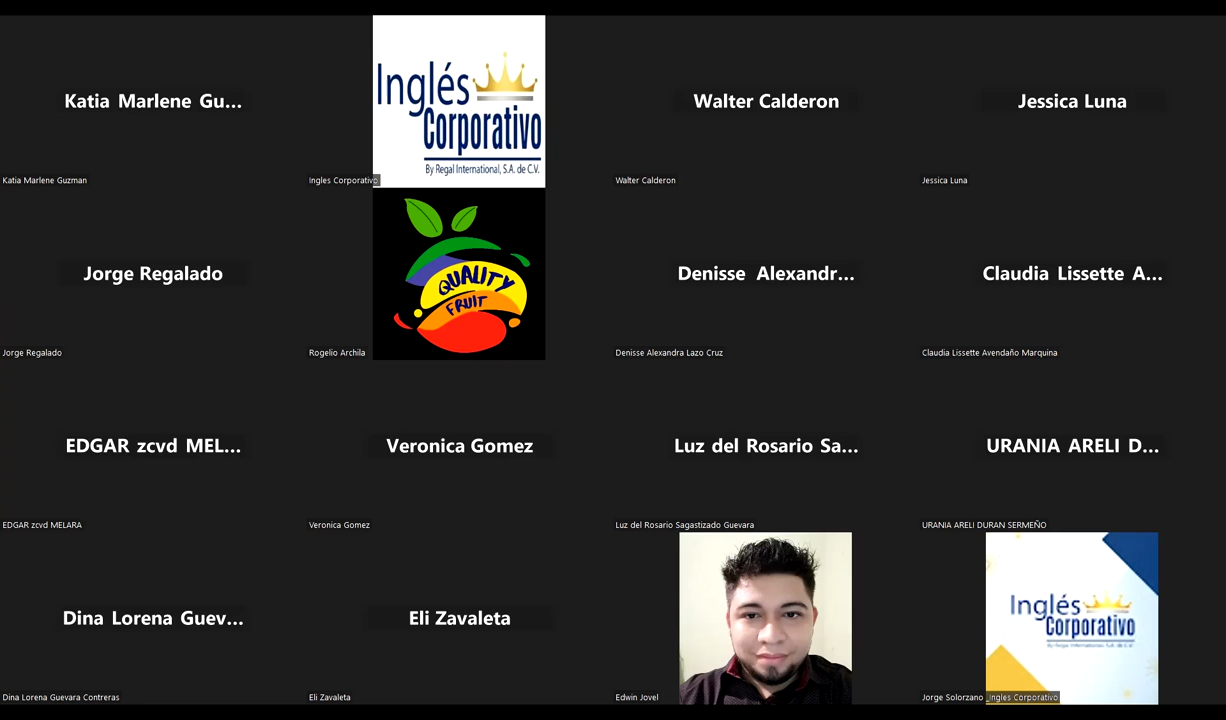 Katia Marlene Gu...
Katia Marlene Guzman
Inglés
Corporativo
By Regal International, S.A. de C.V.
Ingles Corporativo
Walter Calderon
Walter Calderon
Jessica Luna
Jessica Luna
Jorge Regalado
Jorge Regalado
QUALITY
FRUIT
Rogelio Archila
Denisse Alexandr...
Denisse Alexandra Lazo Cruz
Claudia Lissette A...
Claudia Lissette Avendaño Marquina
EDGAR zcvd MEL...
EDGAR zcvd MELARA
Veronica Gomez
Veronica Gomez
Luz del Rosario Sa...
Luz del Rosario Sagastizado Guevara
URANIA ARELI D...
URANIA ARELI DURAN SERMEÑO
Dina Lorena Guev...
Dina Lorena Guevara Contreras
Eli Zavaleta
Eli Zavaleta
Edwin Jovel
Inglés
Corporativo
By Regal International, S.A. de C.V.
Jorge Solorzano _Ingles Corporativo